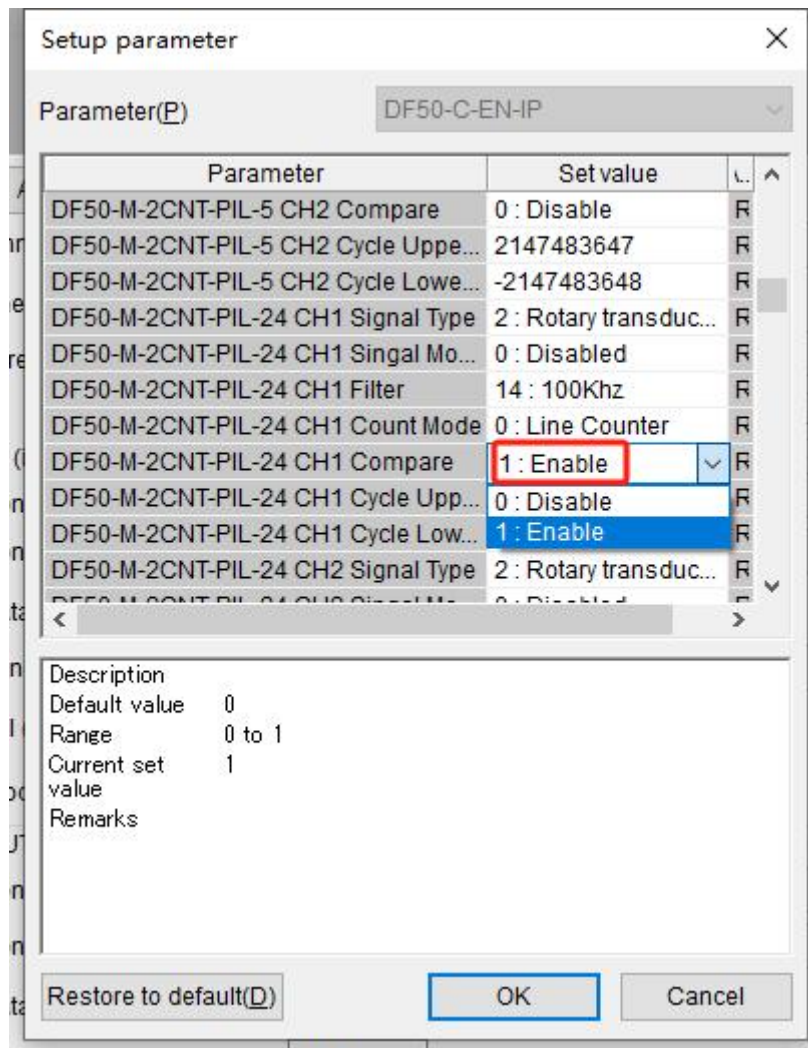 Setup parameter
Parameter(P) DF50-C-EN-IP
Parameter Set value
DF50-M-2CNT-PIL-5 CH2 Compare 0 : Disable R
DF50-M-2CNT-PIL-5 CH2 Cycle Uppe... 2147483647 R
DF50-M-2CNT-PIL-5 CH2 Cycle Lowe... -2147483648 R
DF50-M-2CNT-PIL-24 CH1 Signal Type 2 : Rotary transduc... R
DF50-M-2CNT-PIL-24 CH1 Singal Mo... 0 : Disabled R
DF50-M-2CNT-PIL-24 CH1 Filter 14 : 100Khz R
DF50-M-2CNT-PIL-24 CH1 Count Mode 0 : Line Counter R
DF50-M-2CNT-PIL-24 CH1 Compare 1 : Enable R
DF50-M-2CNT-PIL-24 CH1 Cycle Upp... 0 : Disable R
DF50-M-2CNT-PIL-24 CH1 Cycle Low... 1 : Enable R
DF50-M-2CNT-PIL-24 CH2 Signal Type 2 : Rotary transduc... R
Description
Default value 0
Range 0 to 1
Current set 1
value
Remarks
Restore to default(D) OK Cancel